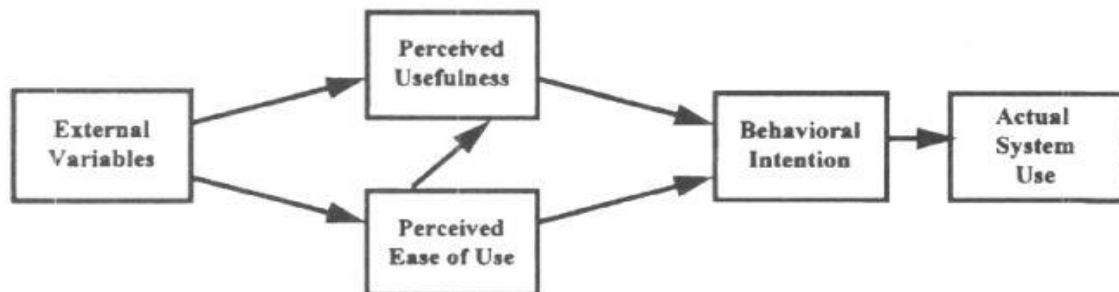 External
Variables
Perceived
Usefulness
Perceived
Ease of Use
Behavioral
Intention
Actual
System
Use